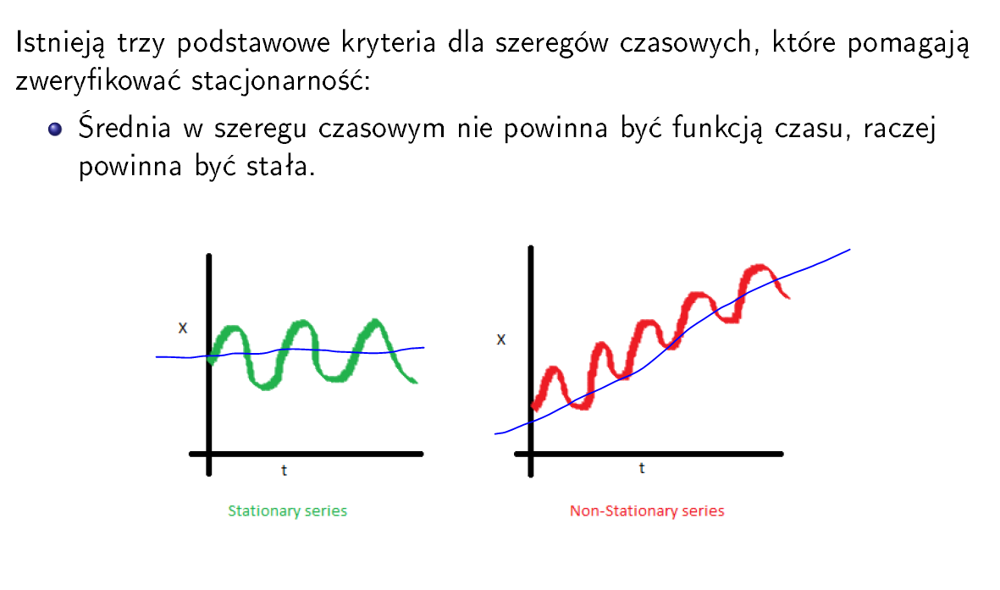 Istnieją trzy podstawowe kryteria dla szeregów czasowych, które pomagają
zweryfikować stacjonarność:
Średnia w szeregu czasowym nie powinna być funkcją czasu, raczej
powinna być stała.
x
t
Stationary series
x
t
Non-Stationary series